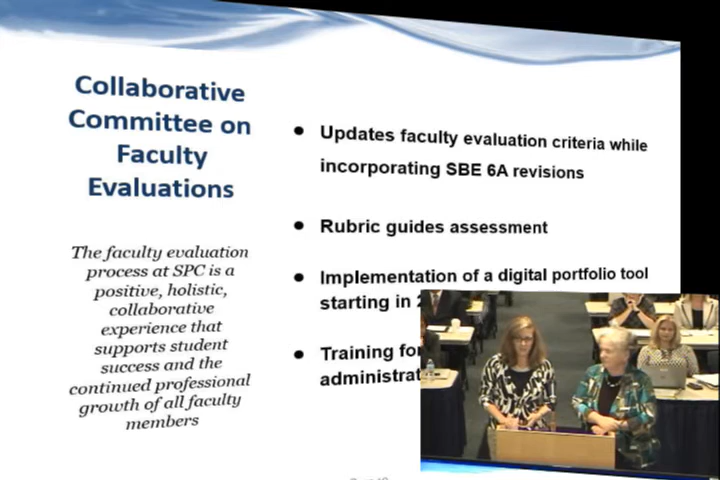 Collaborative
Committee on
Faculty
Evaluations
The faculty evaluation
process at SPC is a
positive, holistic,
collaborative
experience that
supports student
success and the
continued professional
growth of all faculty
members
• Updates faculty evaluation criteria while
incorporating SBE 6A revisions
• Rubric guides assessment
• Implementation of a digital portfolio tool
starting in
• Training for